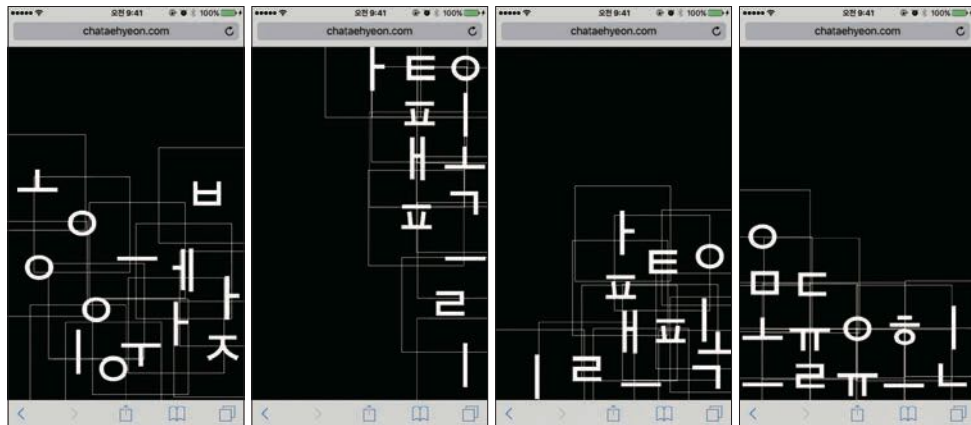 오전 9:41 100%
chataehyeon.com
ㅗ ㅂ
ㅇ
ㅇ ㅡ ㅔ
ㅇ ㅏ ㅏ
ㅣ ㅇ ㅜ ㅈ
오전 9:41 100%
chataehyeon.com
ㅏ ㅌ ㅇ
ㅍ ㅣ
ㅐ ㅗ
ㅍ ㄱ
ㅡ
ㄹ
ㅣ
오전 9:41 100%
chataehyeon.com
ㅏ
ㅌ ㅇ
ㅍ
ㅐ ㅍ ㅣ
ㅗ
ㅣ ㄹ ㅡ ㄱ
오전 9:41 100%
chataehyeon.com
ㅇ
ㅁ ㄷ
ㅗ ㅠ ㅇ ㅎ ㅣ
ㅡ ㄹ ㅠ ㅡ ㄴ